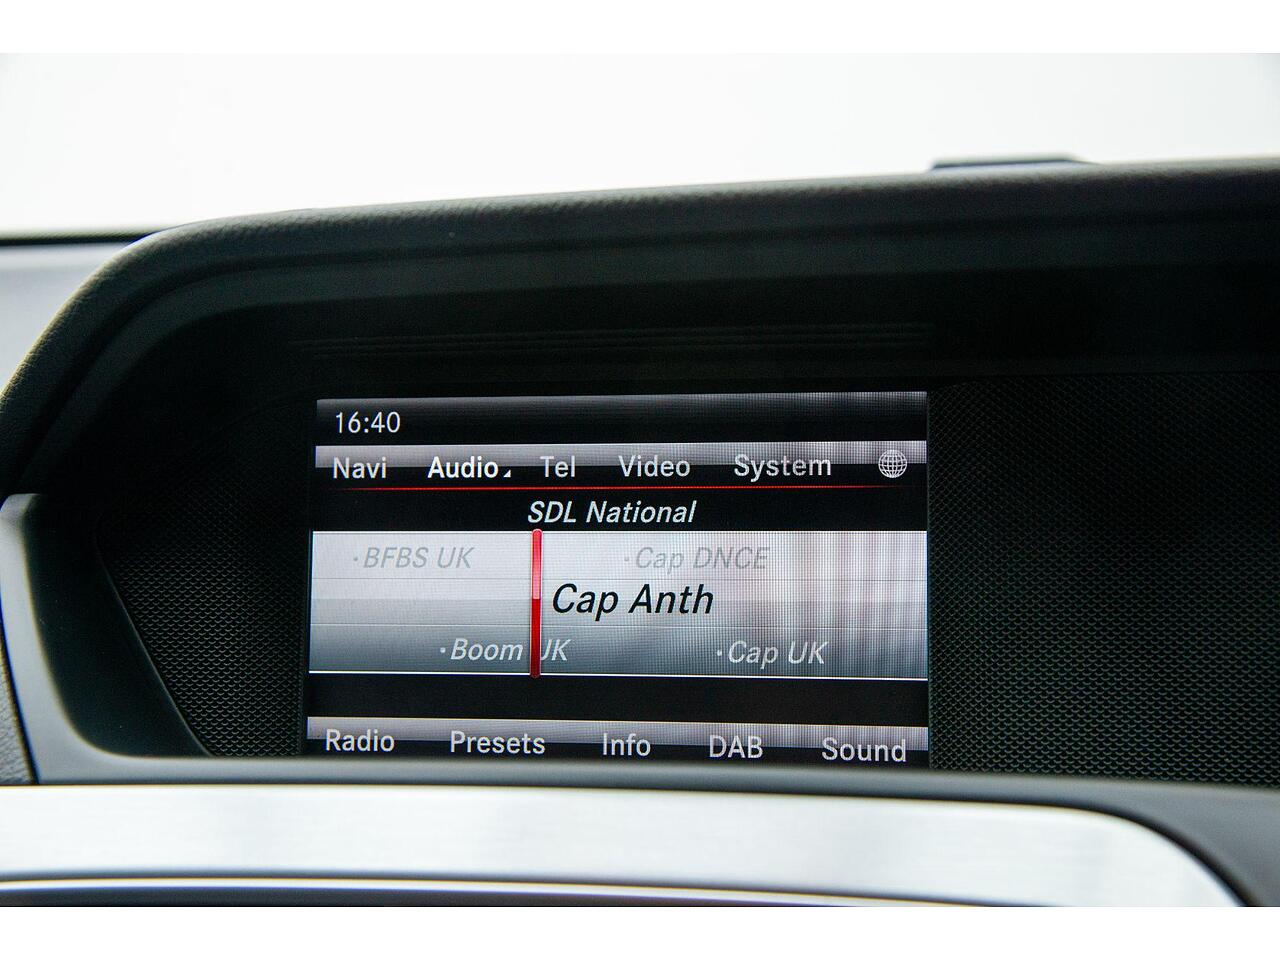 16:40
Navi Audio Tel Video System
SDL National
·BFBS UK ·Cap DNCE
Cap Anth
·Boom UK ·Cap UK
Radio Presets Info DAB Sound